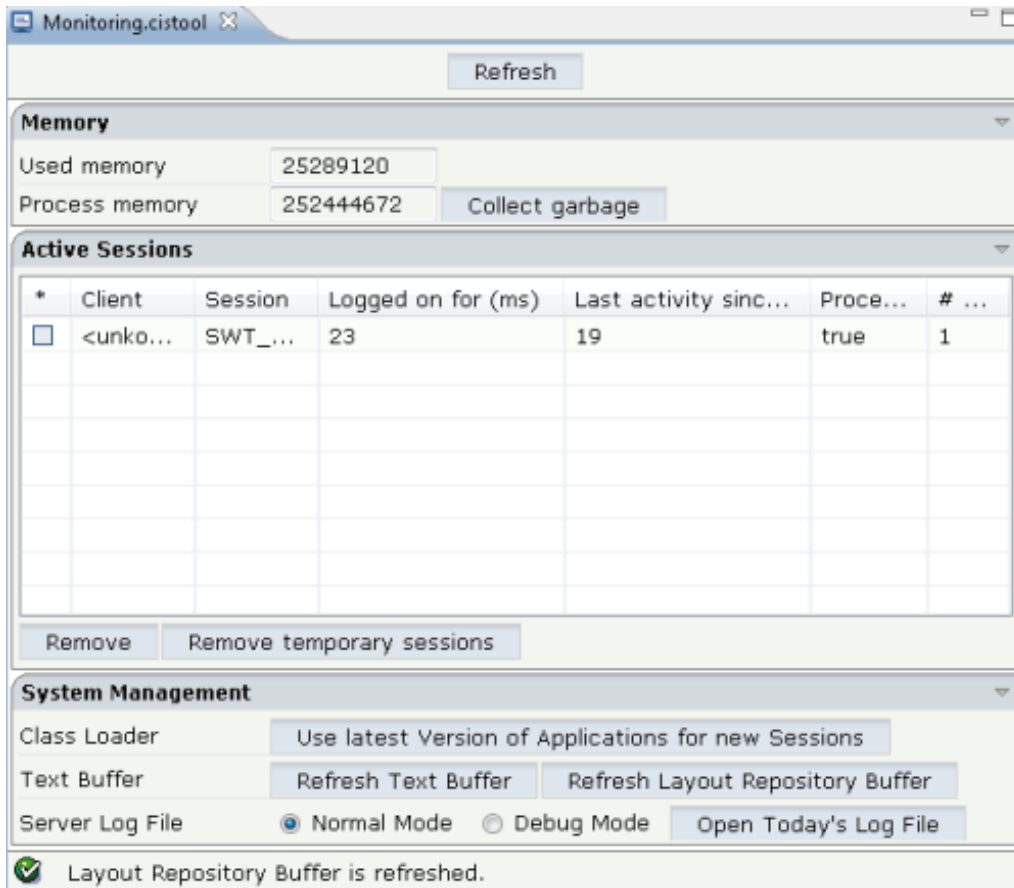 Monitoring.cistool
Refresh
Memory
Used memory 25289120
Process memory 252444672 Collect garbage
Active Sessions
* Client Session Logged on for (ms) Last activity sinc... Proce... # ...
<unko... SWT_... 23 19 true 1
Remove Remove temporary sessions
System Management
Class Loader Use latest Version of Applications for new Sessions
Text Buffer Refresh Text Buffer Refresh Layout Repository Buffer
Server Log File Normal Mode Debug Mode Open Today's Log File
Layout Repository Buffer is refreshed.